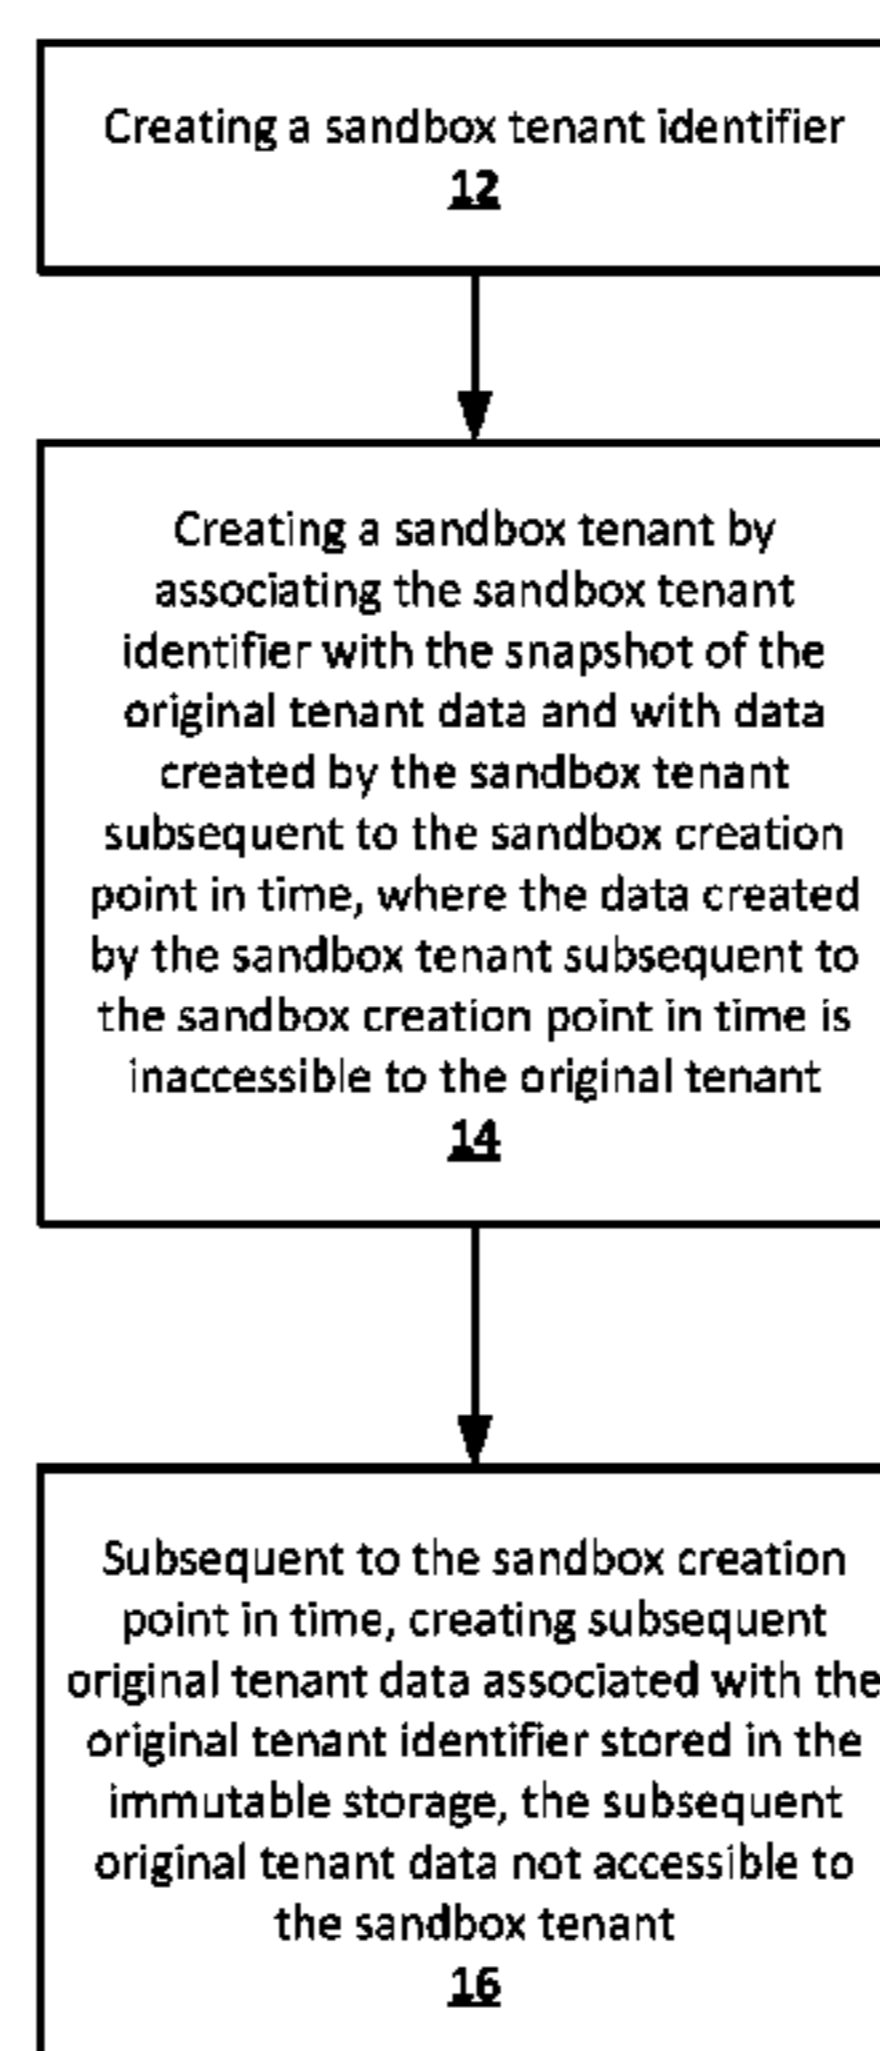 Creating a sandbox tenant identifier
12
Creating a sandbox tenant by
associating the sandbox tenant
identifier with the snapshot of the
original tenant data and with data
created by the sandbox tenant
subsequent to the sandbox creation
point in time, where the data created
by the sandbox tenant subsequent to
the sandbox creation point in time is
inaccessible to the original tenant
14
Subsequent to the sandbox creation
point in time, creating subsequent
original tenant data associated with the
original tenant identifier stored in the
immutable storage, the subsequent
original tenant data not accessible to
the sandbox tenant
16